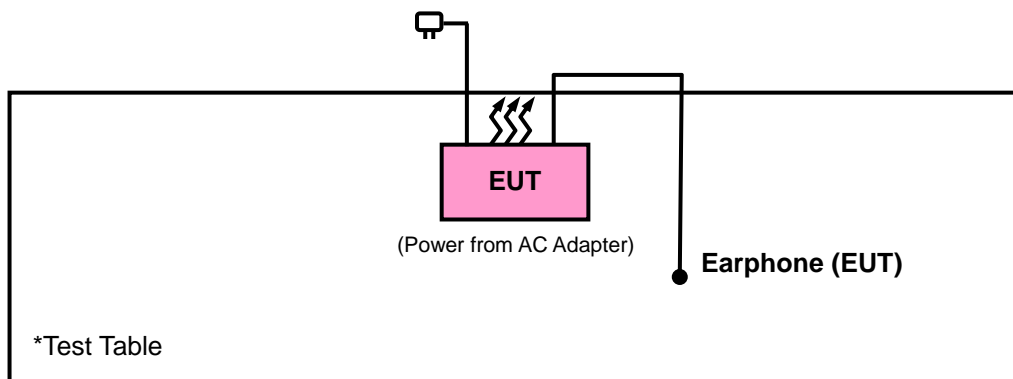 EUT
(Power from AC Adapter)
Earphone (EUT)
*Test Table